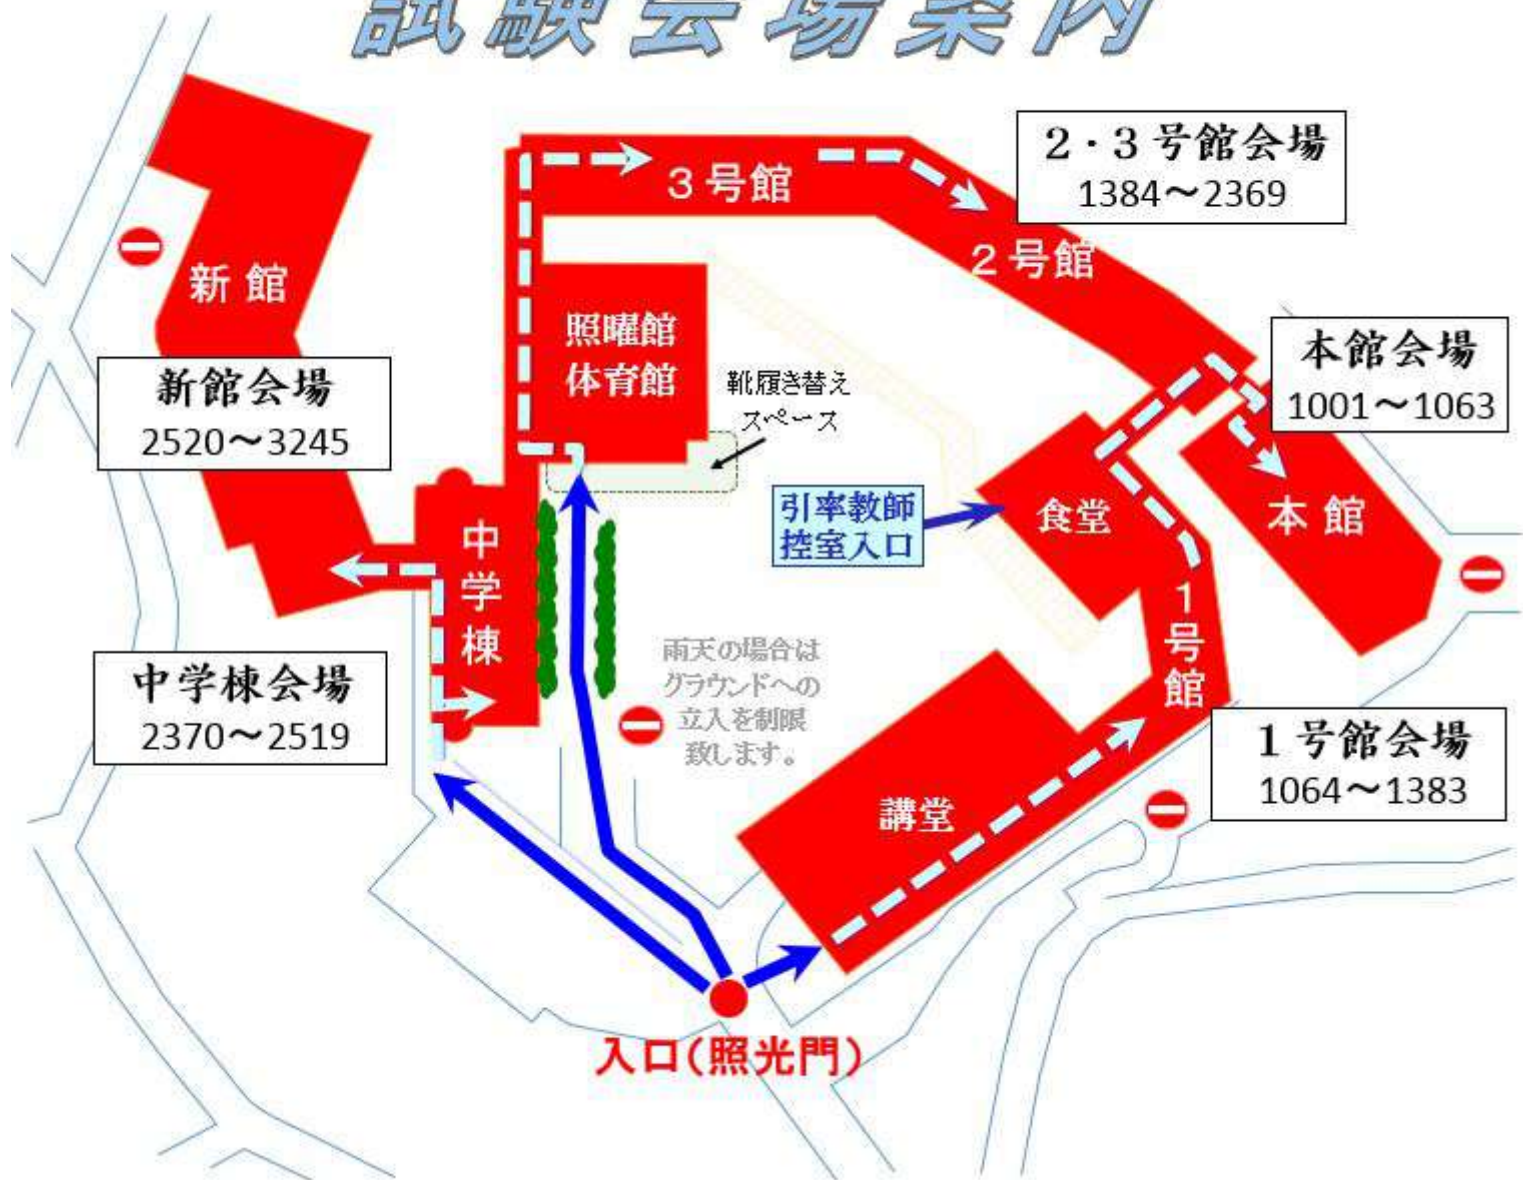 試験会場案内
２・３号館会場
1384～2369
３号館
２号館
新館
照曜館
体育館
靴履き替え
スペース
本館会場
1001～1063
新館会場
2520～3245
引率教師
控室入口
食堂
本館
中学棟
１号館
雨天の場合は
グラウンドへの
立入を制限
致します。
中学棟会場
2370～2519
１号館会場
1064～1383
講堂
入口(照光門)